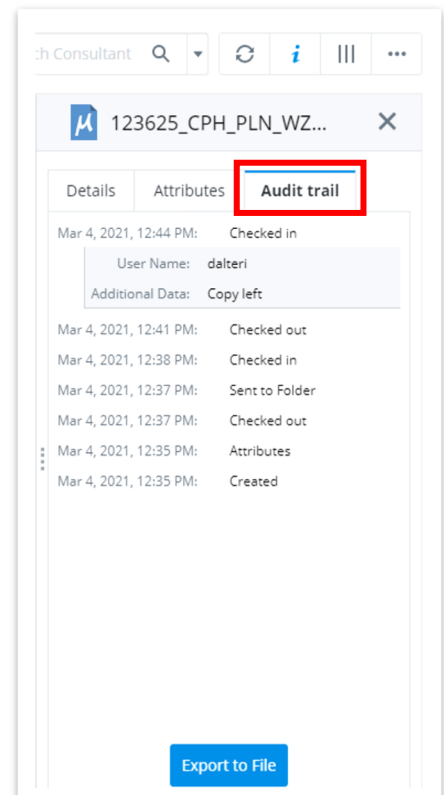 ch Consultant
123625_CPH_PLN_WZ...
Details Attributes Audit trail
Mar 4, 2021, 12:44 PM: Checked in
User Name: dalteri
Additional Data: Copy left
Mar 4, 2021, 12:41 PM: Checked out
Mar 4, 2021, 12:38 PM: Checked in
Mar 4, 2021, 12:37 PM: Sent to Folder
Mar 4, 2021, 12:37 PM: Checked out
Mar 4, 2021, 12:35 PM: Attributes
Mar 4, 2021, 12:35 PM: Created
Export to File